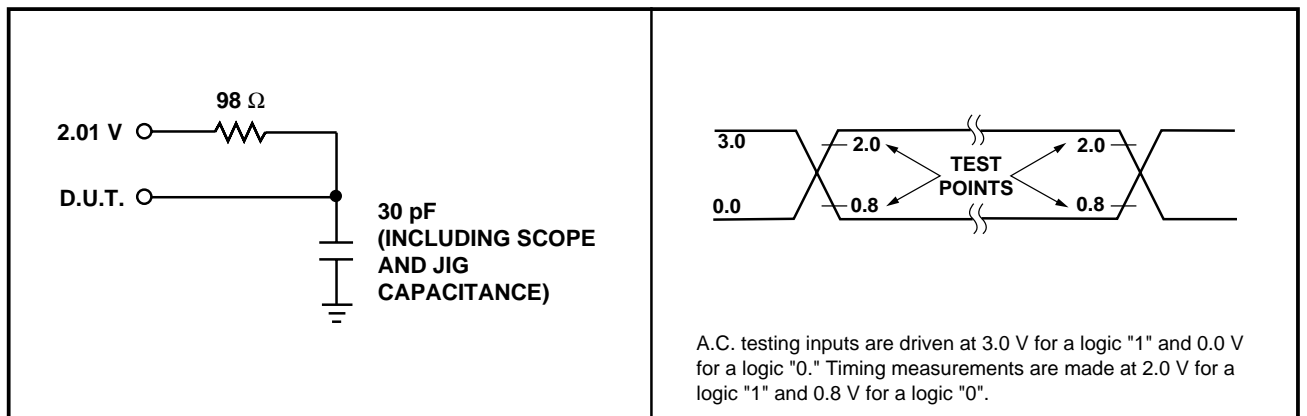 98 Ω
2.01 V
D.U.T.
30 pF
(INCLUDING SCOPE
AND JIG
CAPACITANCE)
3.0
2.0
2.0
TEST
POINTS
0.0
0.8
0.8
A.C. testing inputs are driven at 3.0 V for a logic "1" and 0.0 V
for a logic "0." Timing measurements are made at 2.0 V for a
logic "1" and 0.8 V for a logic "0".